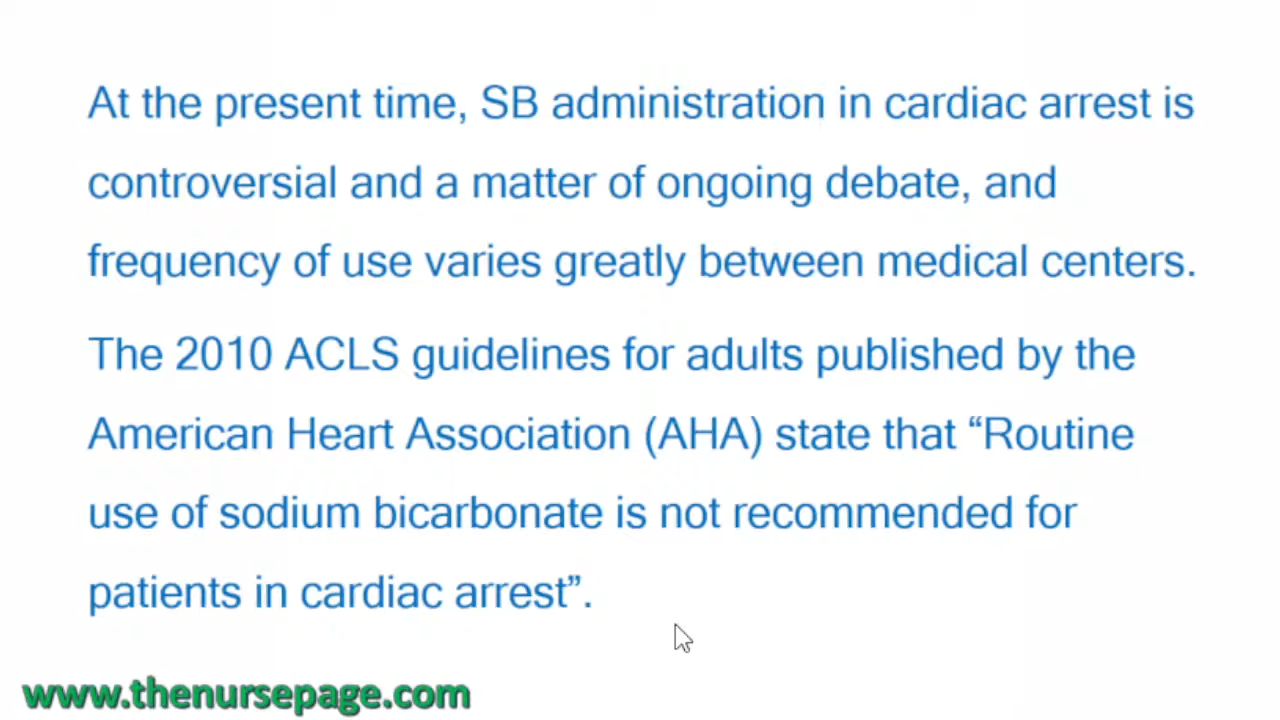 At the present time, SB administration in cardiac arrest is
controversial and a matter of ongoing debate, and
frequency of use varies greatly between medical centers.
The 2010 ACLS guidelines for adults published by the
American Heart Association (AHA) state that “Routine
use of sodium bicarbonate is not recommended for
patients in cardiac arrest”.
www.thenursepage.com